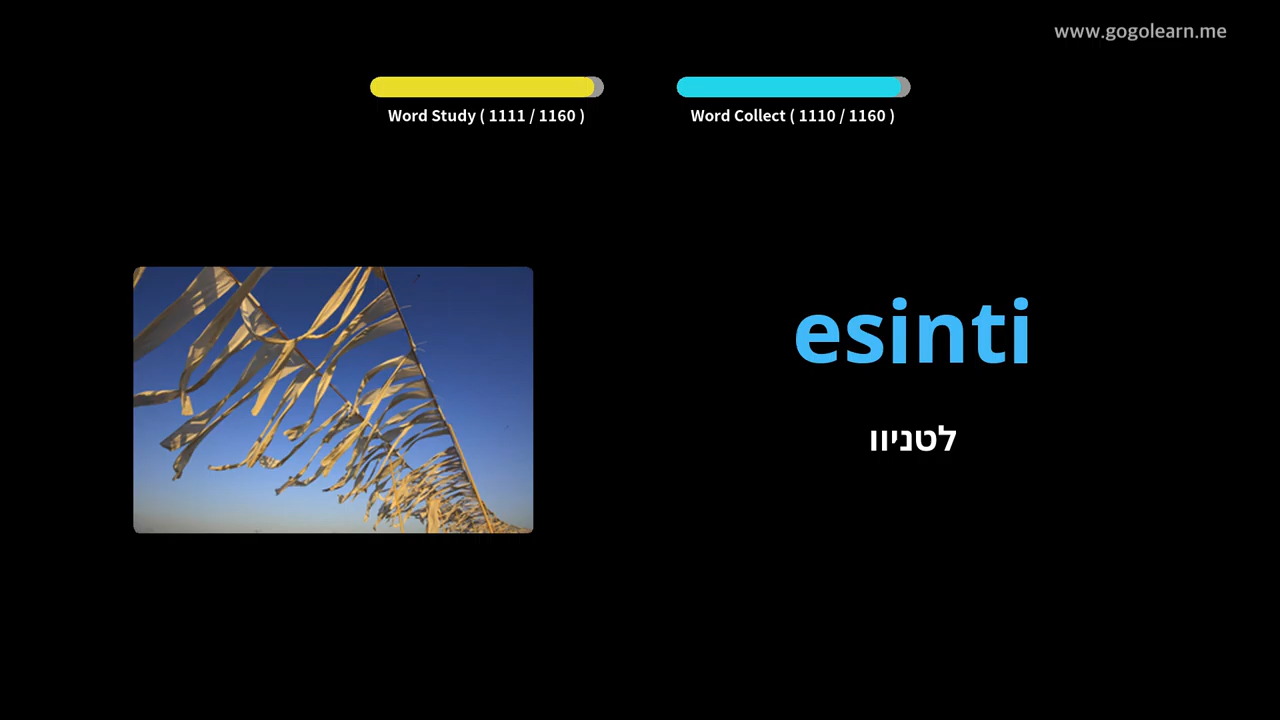 www.gogolearn.me
Word Study ( 1111 / 1160 )
Word Collect ( 1110 / 1160 )
esinti
לטניוו